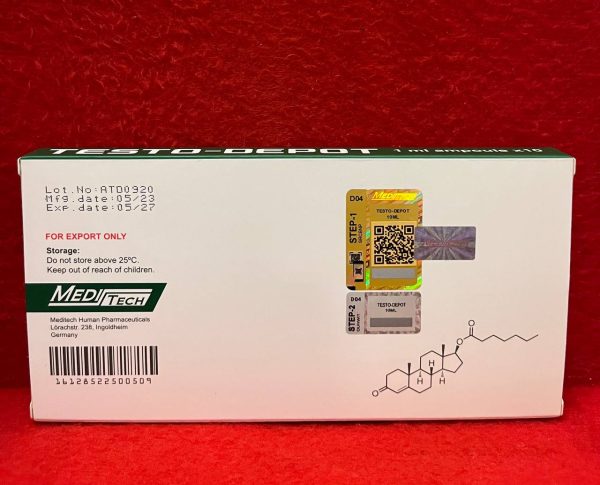 TESTO-DEPOT 1 ml ampoule x10
Lot.No:ATD0920
Mfg.date:05/23
Exp.date:05/27
FOR EXPORT ONLY
Storage:
Do not store above 25ºC.
Keep out of reach of children.
MEDITECH
Meditech Human Pharmaceuticals
Lörachstr. 238, Ingoldheim
Germany
16128522500509
D04
MEDITECH
STEP-1
TESTO-DEPOT
10ML
D04
STEP-2
TESTO-DEPOT
10ML
O
O
O
H
H
H